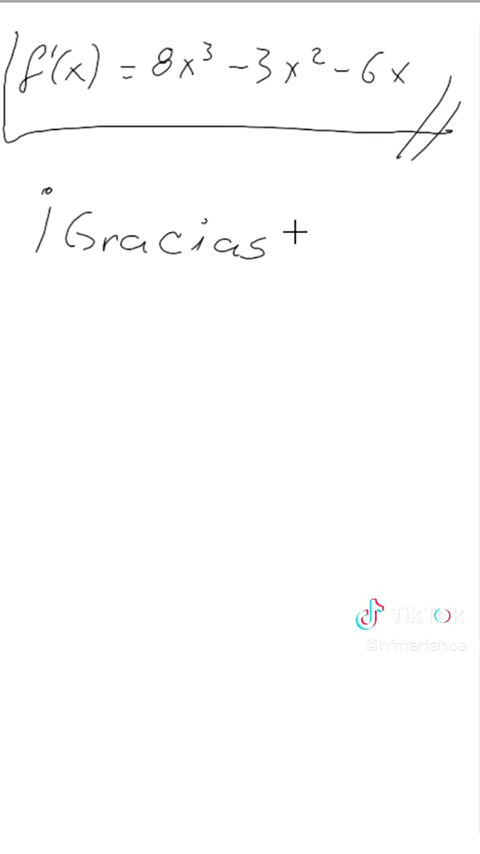 f'(x) = 8x³ - 3x² - 6x
¡Gracias
TikTok